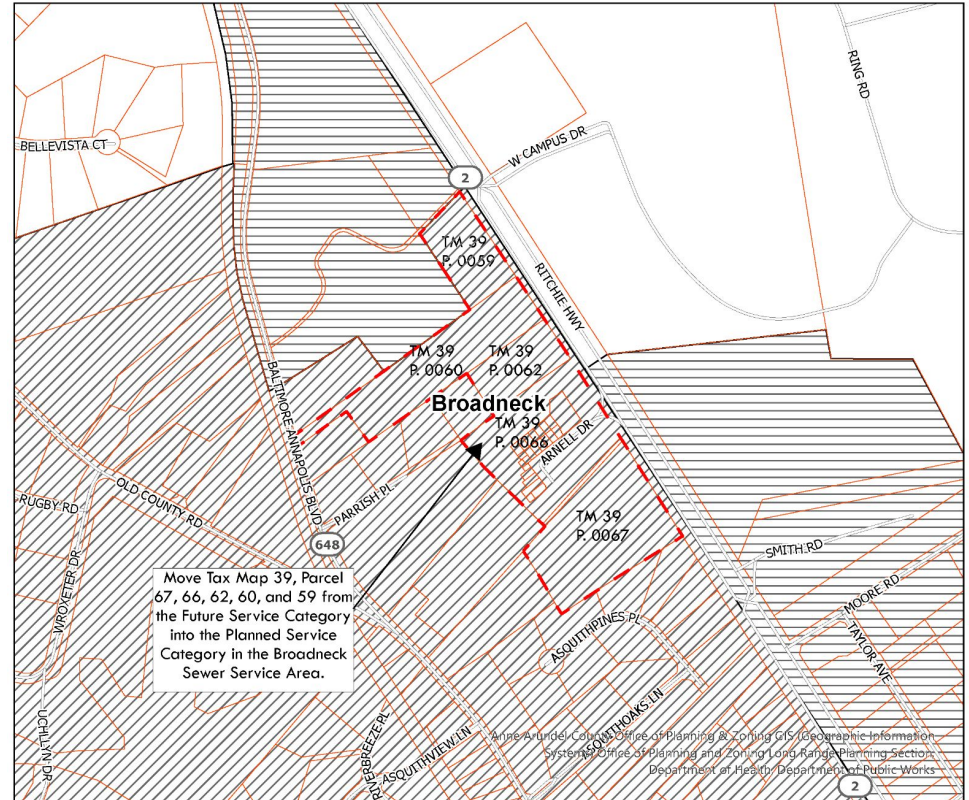 RING RD
BELLEVISTA CT
W CAMPUS DR
2
TM 39
P. 0059
RITCHIE HWY
TM 39
P. 0060
TM 39
P. 0062
BALTIMORE ANNAPOLIS BLVD
Broadneck
TM 39
P. 0066
ARNELL DR
OLD COUNTY RD
RUGBY RD
PARRISH PL
TM 39
P. 0067
648
SMITH RD
WROXETER DR
Move Tax Map 39, Parcel
67, 66, 62, 60, and 59 from
the Future Service Category
into the Planned Service
Category in the Broadneck
Sewer Service Area.
MOORE RD
TAYLOR AVE
ASQUITHPINES PL
ASQUITHOAKS LN
UCHLLYN DR
RIVERBREEZE PL
ASQUITHVIEW LN
Anne Arundel County Office of Planning & Zoning GIS (Geographic Information
Systems) Office of Planning and Zoning Long Range Planning Section,
Department of Health, Department of Public Works
2